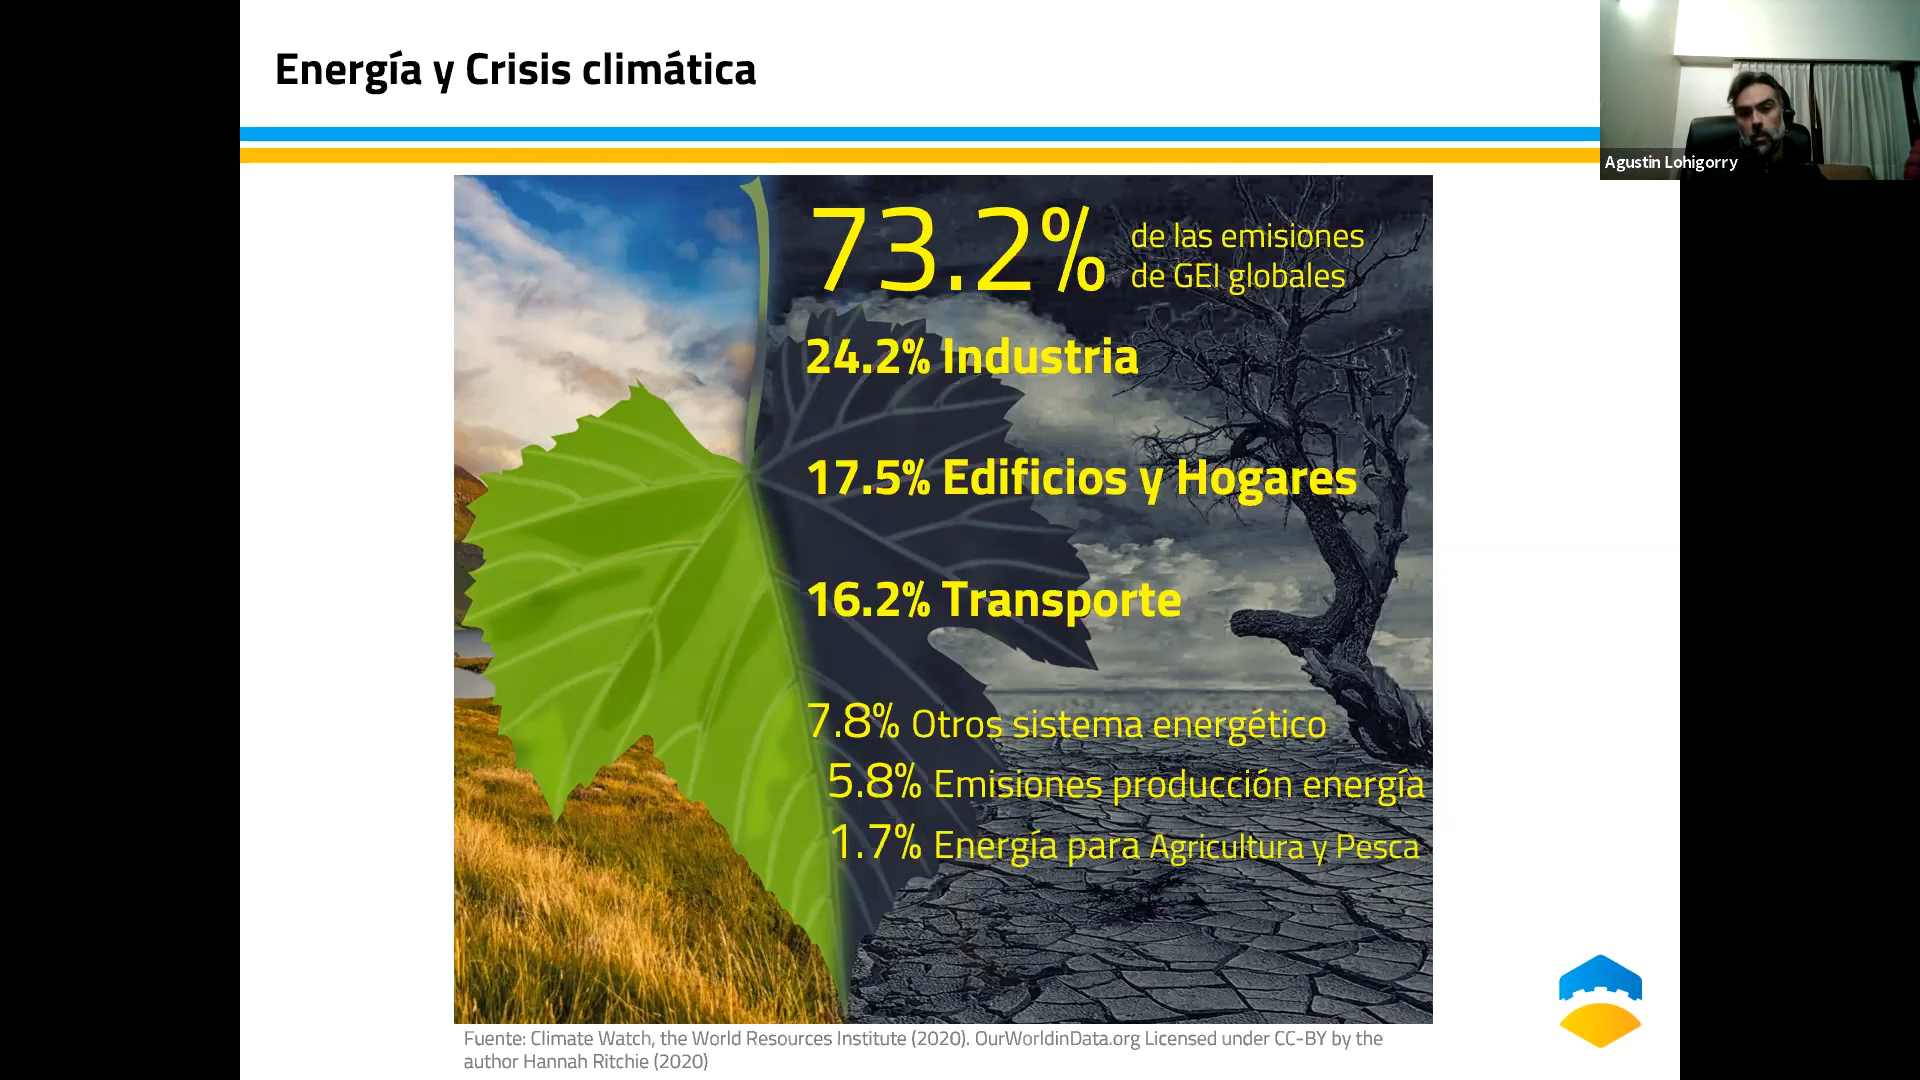 Energía y Crisis climática
Agustin Lohigorry
73.2% de las emisiones
de GEI globales
24.2% Industria
17.5% Edificios y Hogares
16.2% Transporte
7.8% Otros sistema energético
5.8% Emisiones producción energía
1.7% Energía para Agricultura y Pesca
Fuente: Climate Watch, the World Resources Institute (2020). OurWorldinData.org Licensed under CC-BY by the
author Hannah Ritchie (2020)